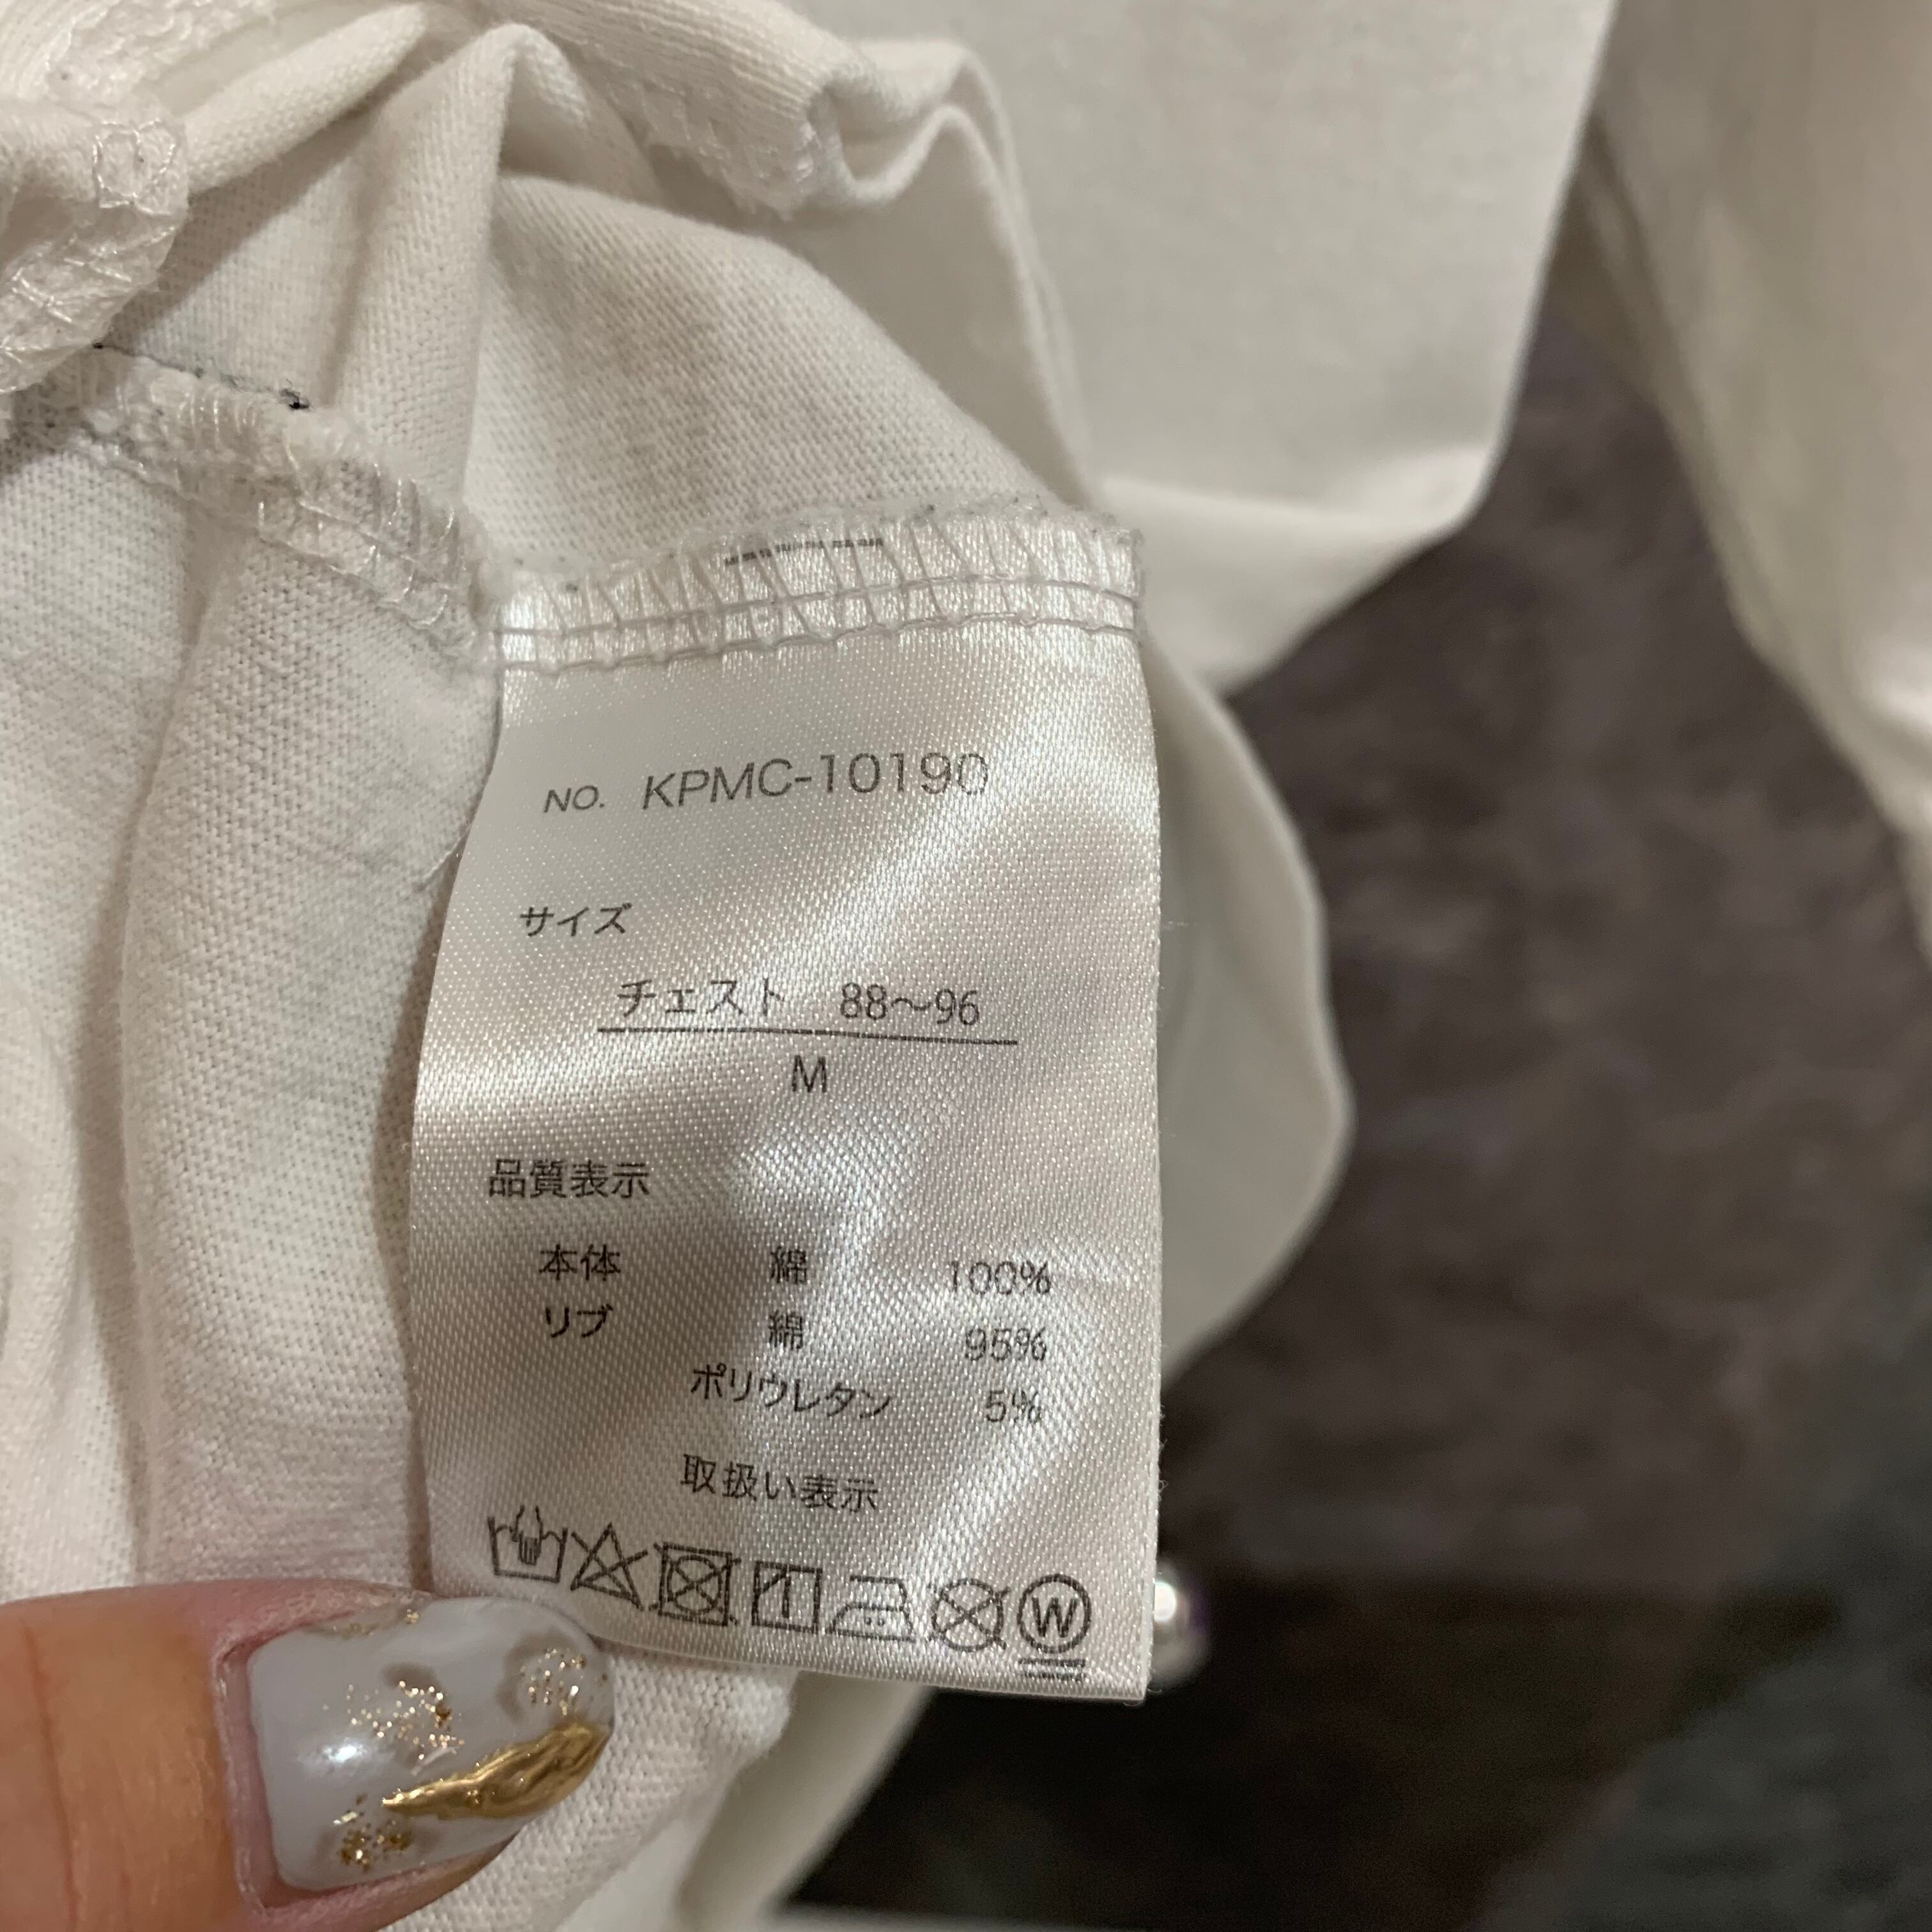 NO. KPMC-10190
サイズ
チェスト 88〜96
M
品質表示
本体 綿 100%
リブ 綿 95%
ポリウレタン 5%
取扱い表示
W